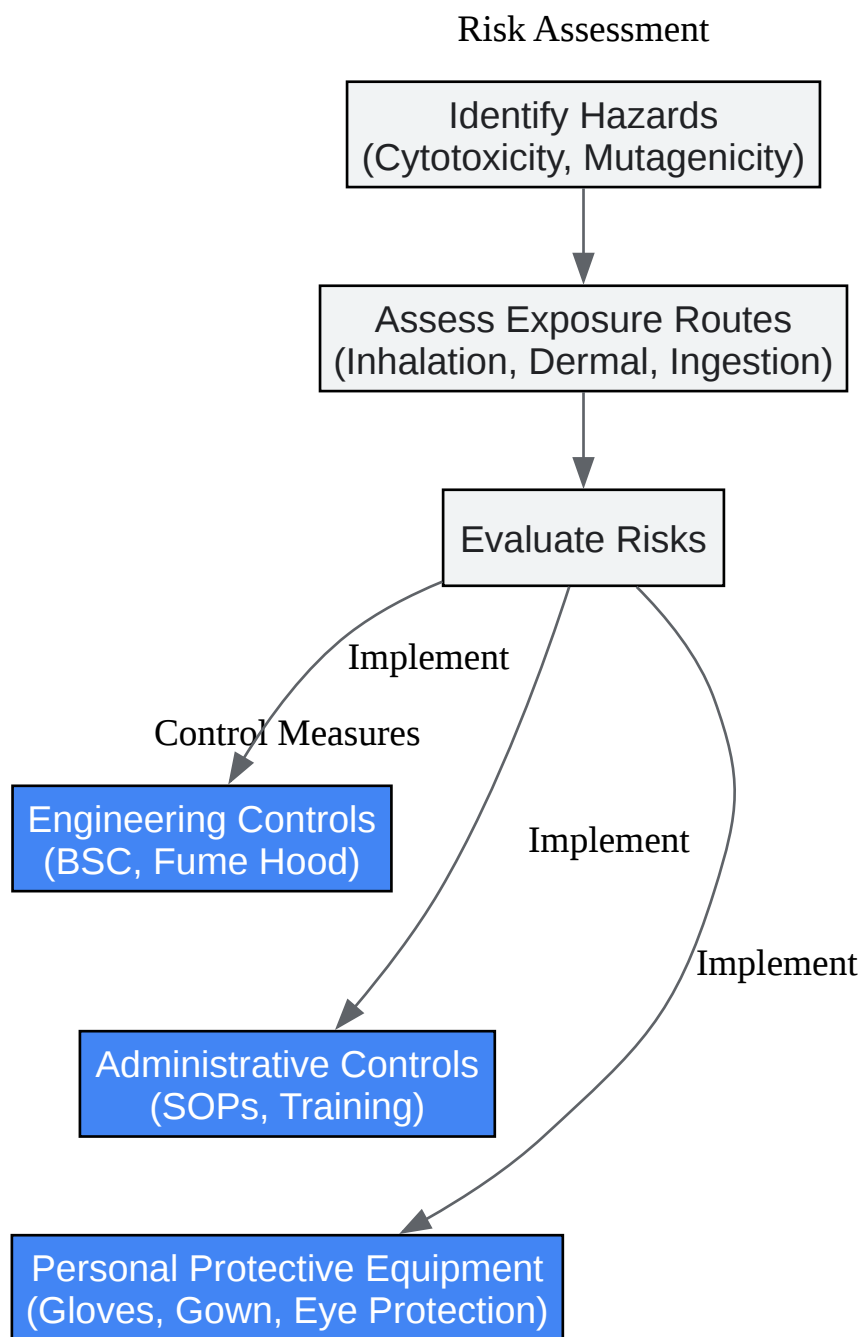 Risk Assessment
Identify Hazards
(Cytotoxicity, Mutagenicity)
Assess Exposure Routes
(Inhalation, Dermal, Ingestion)
Evaluate Risks
Implement
Control Measures
Engineering Controls
(BSC, Fume Hood)
Implement
Implement
Administrative Controls
(SOPs, Training)
Personal Protective Equipment
(Gloves, Gown, Eye Protection)